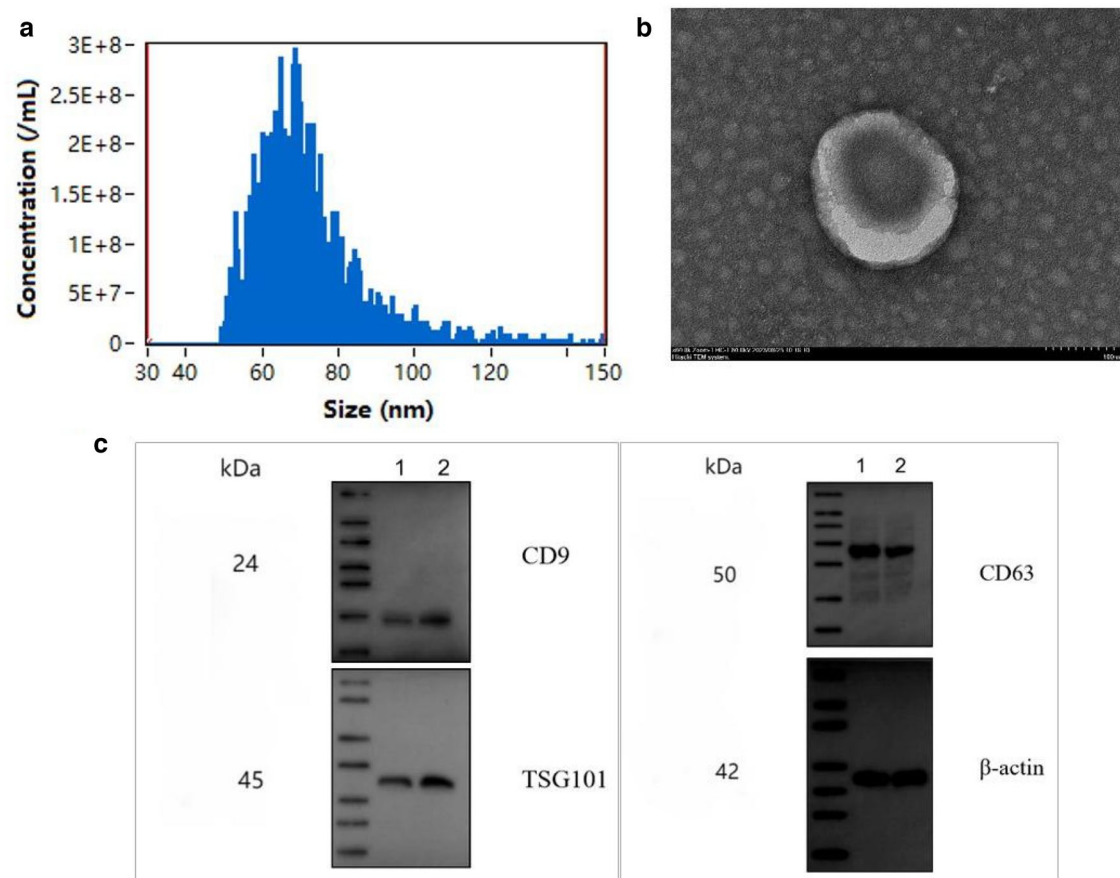 a
Concentration (/mL)
3E+8
2.5E+8
2E+8
1.5E+8
1E+8
5E+7
0
30 40 60 80 100 120 150
Size (nm)
b
Hitachi TEM system.
c
kDa 1 2
24 CD9
45 TSG101
kDa 1 2
50 CD63
42 β-actin